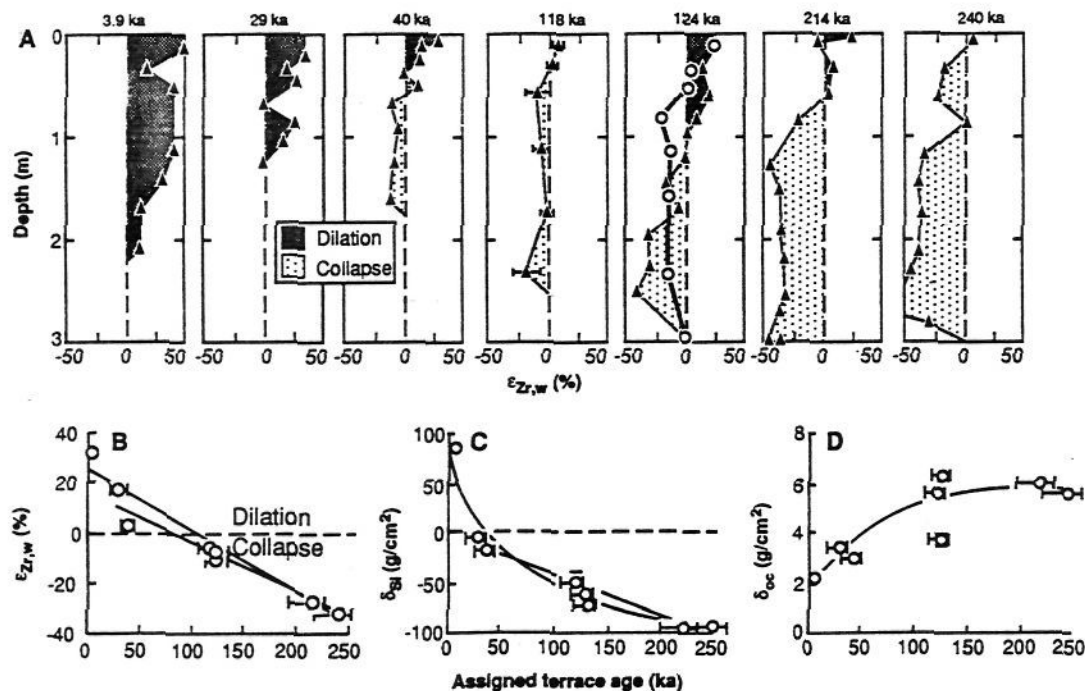 3.9 ka 29 ka 40 ka 118 ka 124 ka 214 ka 240 ka
A
0
1
2
3
Depth (m)
Dilation
Collapse
-50 0 50 -50 0 50 -50 0 50 -50 0 50 -50 0 50 -50 0 50 -50 0 50
εZr,w (%)
B
40
20
0
-20
-40
εZr,w (%)
Dilation
Collapse
0 50 100 150 200 250
C
100
50
0
-50
-100
δSi (g/cm2)
0 50 100 150 200 250
D
8
6
4
2
0
δoc (g/cm2)
0 50 100 150 200 250
Assigned terrace age (ka)